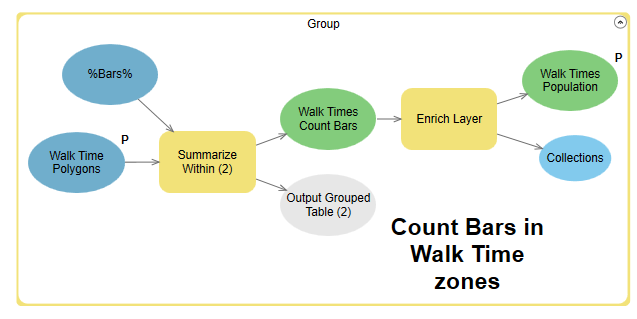 Group
%Bars%
P
Walk Time
Polygons
Summarize
Within (2)
Walk Times
Count Bars
Output Grouped
Table (2)
Enrich Layer
P
Walk Times
Population
Collections
Count Bars in
Walk Time
zones